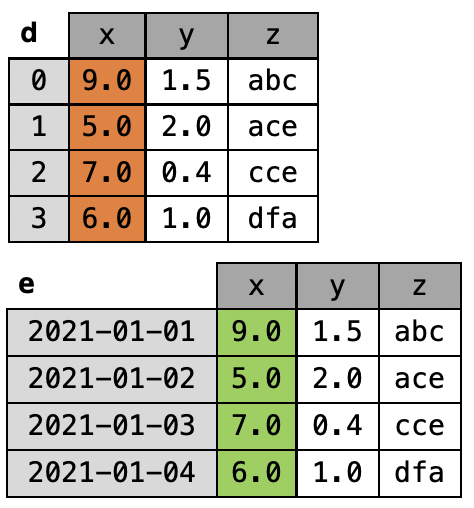 d x y z
0 9.0 1.5 abc
1 5.0 2.0 ace
2 7.0 0.4 cce
3 6.0 1.0 dfa
e x y z
2021-01-01 9.0 1.5 abc
2021-01-02 5.0 2.0 ace
2021-01-03 7.0 0.4 cce
2021-01-04 6.0 1.0 dfa